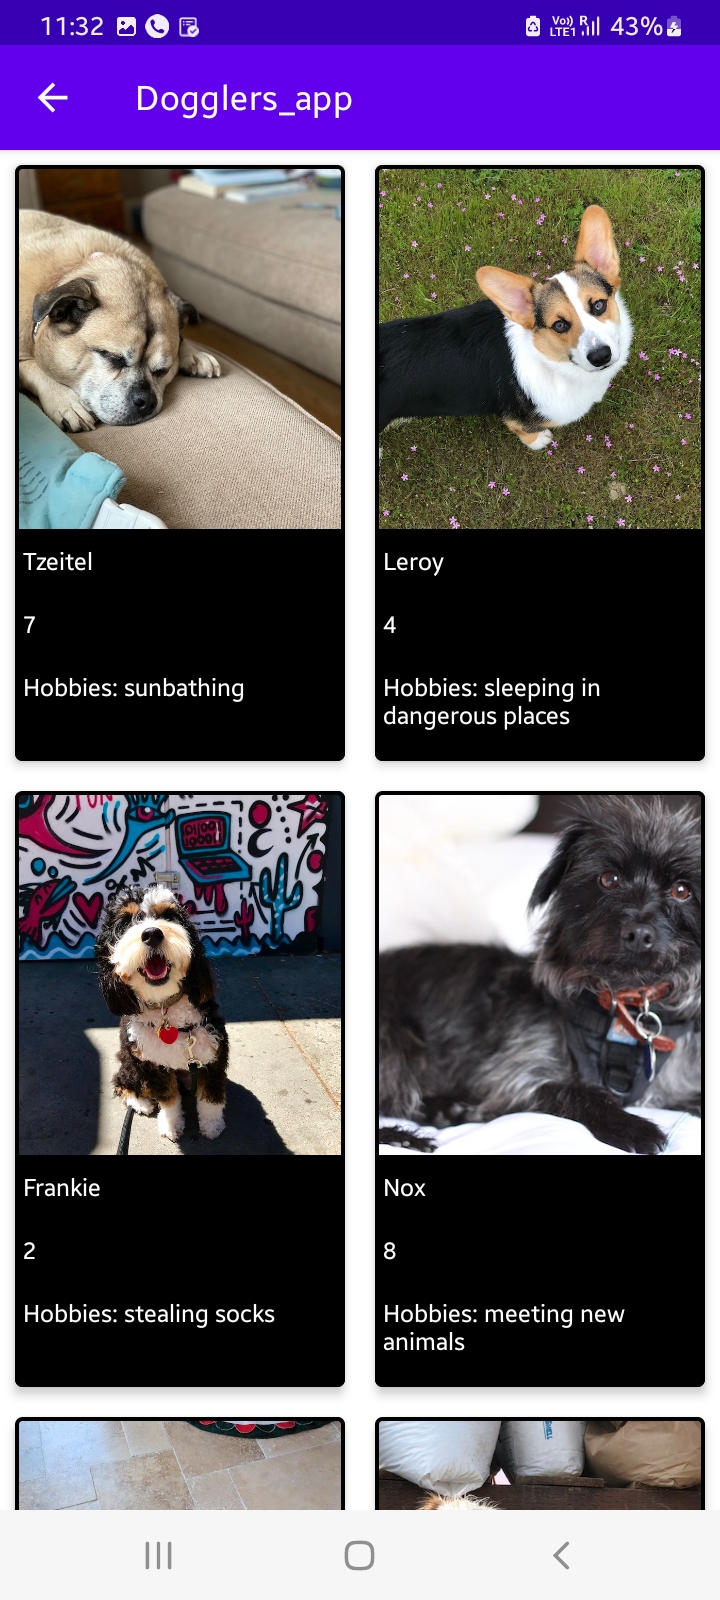 11:32
Vo)) LTE1 R 43%
Dogglers_app
Tzeitel
7
Hobbies: sunbathing
Leroy
4
Hobbies: sleeping in
dangerous places
FUN
Frankie
2
Hobbies: stealing socks
Nox
8
Hobbies: meeting new
animals